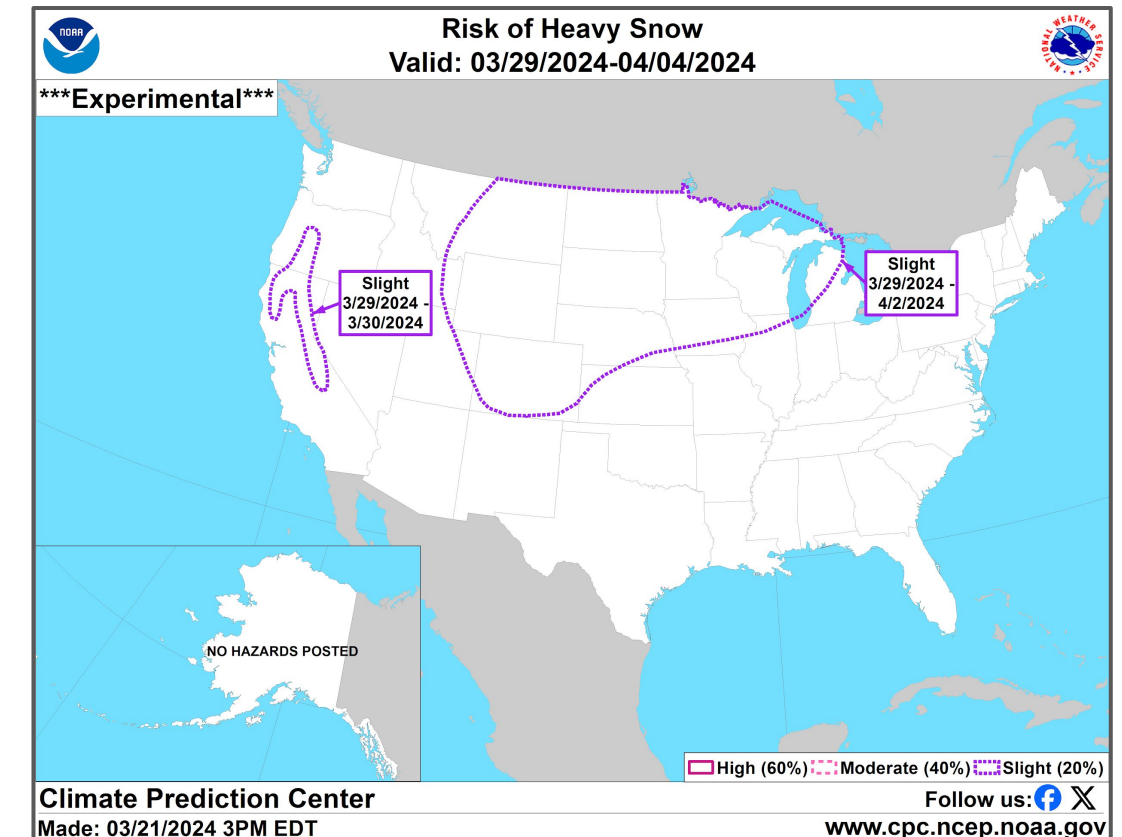 NOAA
Risk of Heavy Snow
Valid: 03/29/2024-04/04/2024
NATIONAL WEATHER SERVICE
***Experimental***
Slight
3/29/2024 -
3/30/2024
Slight
3/29/2024 -
4/2/2024
NO HAZARDS POSTED
High (60%) Moderate (40%) Slight (20%)
Climate Prediction Center
Follow us:
Made: 03/21/2024 3PM EDT
www.cpc.ncep.noaa.gov